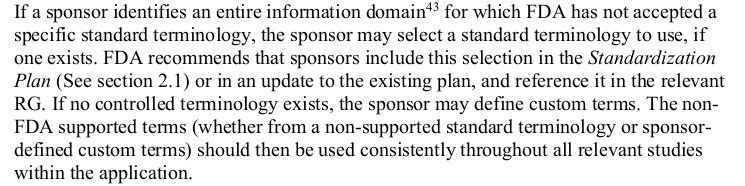 If a sponsor identifies an entire information domain⁴³ for which FDA has not accepted a
specific standard terminology, the sponsor may select a standard terminology to use, if
one exists. FDA recommends that sponsors include this selection in the Standardization
Plan (See section 2.1) or in an update to the existing plan, and reference it in the relevant
RG. If no controlled terminology exists, the sponsor may define custom terms. The non-
FDA supported terms (whether from a non-supported standard terminology or sponsor-
defined custom terms) should then be used consistently throughout all relevant studies
within the application.